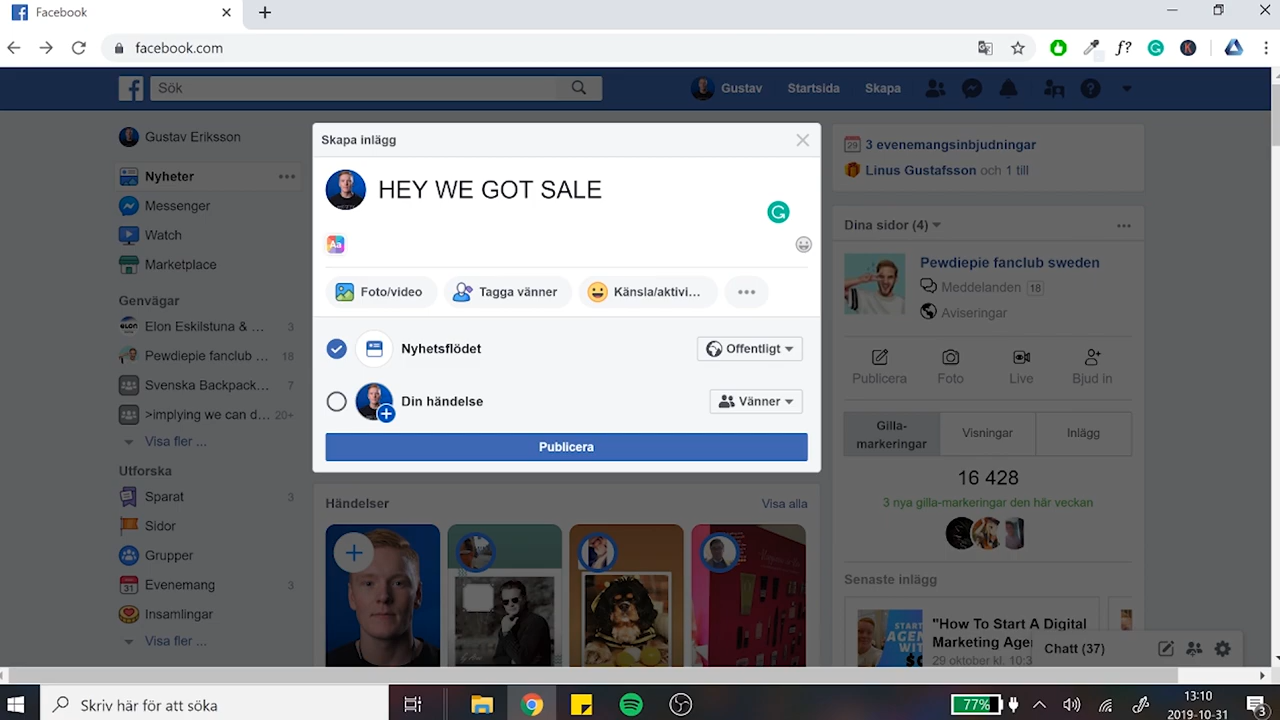 Facebook
facebook.com
f?
K
Sök
Gustav
Startsida
Skapa
Gustav Eriksson
Nyheter
Messenger
Watch
Marketplace
Genvägar
Elon Eskilstuna & ... 3
Pewdiepie fanclub ... 18
Svenska Backpack... 7
>implying we can d... 20+
Visa fler ...
Utforska
Sparat 3
Sidor
Grupper
31 Evenemang 3
Insamlingar
Visa fler ...
Skapa inlägg
HEY WE GOT SALE
Aa
Foto/video
Tagga vänner
Känsla/aktivi...
Nyhetsflödet
Offentligt
Din händelse
Vänner
Publicera
Händelser
Visa alla
29 3 evenemangsinbjudningar
Linus Gustafsson och 1 till
Dina sidor (4)
Pewdiepie fanclub sweden
Meddelanden 18
Aviseringar
Publicera
Foto
Live
Bjud in
Gilla-
markeringar
Visningar
Inlägg
16 428
3 nya gilla-markeringar den här veckan
Senaste inlägg
"How To Start A Digital
Marketing Agen
29 oktober kl. 10:3
Chatt (37)
Skriv här för att söka
77%
13:10
2019-10-31
3